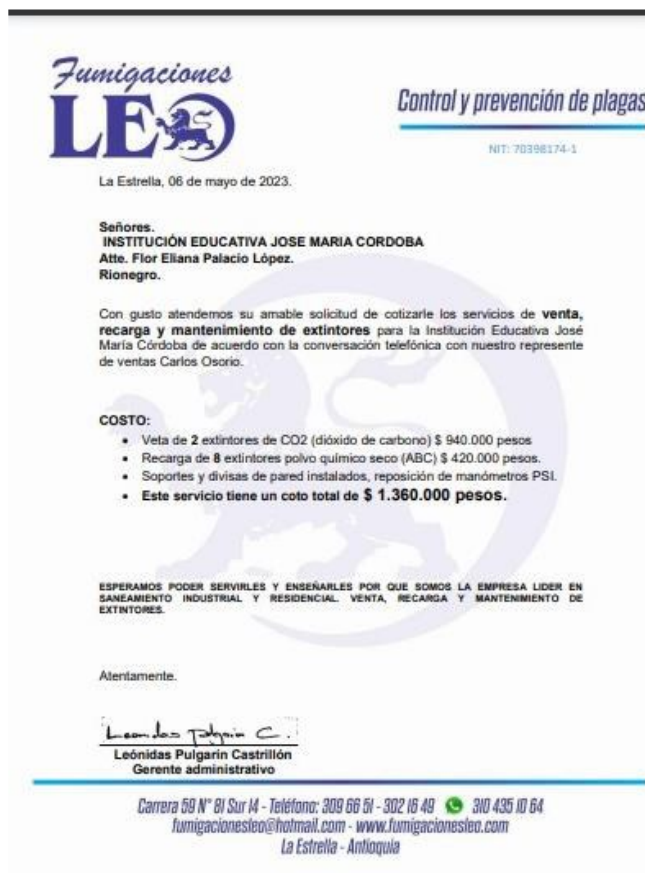 Fumigaciones
LEO
Control y prevención de plagas
NIT: 70398174-1
La Estrella, 06 de mayo de 2023.
Señores.
INSTITUCIÓN EDUCATIVA JOSE MARIA CORDOBA
Atte. Flor Eliana Palacio López.
Rionegro.
Con gusto atendemos su amable solicitud de cotizarle los servicios de venta,
recarga y mantenimiento de extintores para la Institución Educativa José
María Córdoba de acuerdo con la conversación telefónica con nuestro represente
de ventas Carlos Osorio.
COSTO:
• Veta de 2 extintores de CO2 (dióxido de carbono) $ 940.000 pesos
• Recarga de 8 extintores polvo químico seco (ABC) $ 420.000 pesos.
• Soportes y divisas de pared instalados, reposición de manómetros PSI.
• Este servicio tiene un coto total de $ 1.360.000 pesos.
ESPERAMOS PODER SERVIRLES Y ENSEÑARLES POR QUE SOMOS LA EMPRESA LIDER EN
SANEAMIENTO INDUSTRIAL Y RESIDENCIAL. VENTA, RECARGA Y MANTENIMIENTO DE
EXTINTORES.
Atentamente.
Leonidas Pulgarin C.
Leónidas Pulgarín Castrillón
Gerente administrativo
Carrera 59 N° 81 Sur 14 - Teléfono: 309 66 51 - 302 16 49 310 435 10 64
fumigacionesleo@hotmail.com - www.fumigacionesleo.com
La Estrella - Antioquia